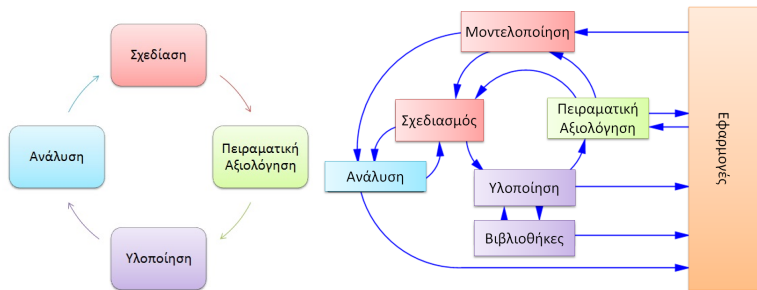 Σχεδίαση
Ανάλυση
Πειραματική
Αξιολόγηση
Υλοποίηση
Μοντελοποίηση
Σχεδιασμός
Πειραματική
Αξιολόγηση
Ανάλυση
Υλοποίηση
Βιβλιοθήκες
Εφαρμογές